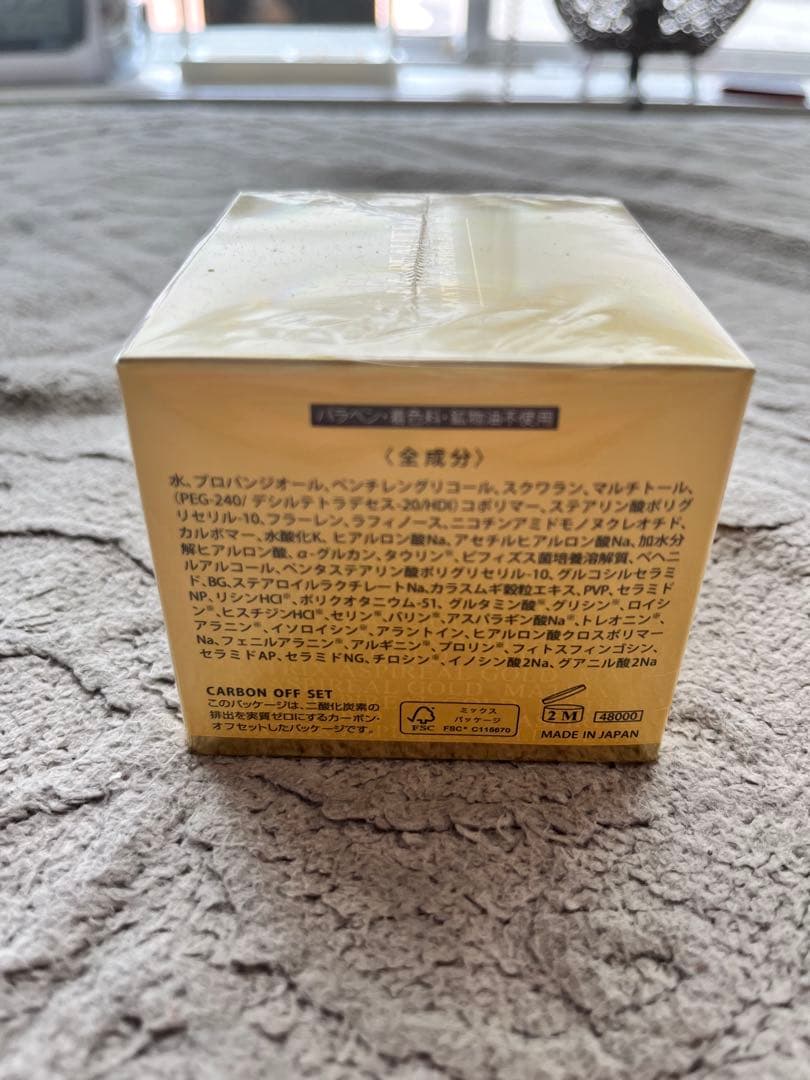 パラベン・着色料・鉱物油不使用
〈全成分〉
水、プロパンジオール、ペンチレングリコール、スクワラン、マルチトール、
(PEG-240/デシルテトラデセス-20/HDI)コポリマー、ステアリン酸ポリグ
リセリル-10、フラーレン、ラフィノース、ニコチンアミドモノヌクレオチド、
カルボマー、水酸化K、ヒアルロン酸Na、アセチルヒアルロン酸Na、加水分
解ヒアルロン酸、α-グルカン、タウリン※、ビフィズス菌培養溶解質、ベヘニ
ルアルコール、ペンタステアリン酸ポリグリセリル-10、グルコシルセラミ
ド、BG、ステアロイルラクチレートNa、カラスムギ穀粒エキス、PVP、セラミド
NP、リシンHCl※、ポリクオタニウム-51、グルタミン酸※、グリシン※、ロイシ
ン※、ヒスチジンHCl※、セリン※、バリン※、アスパラギン酸Na※、トレオニン※、
アラニン※、イソロイシン※、アラントイン、ヒアルロン酸クロスポリマー
Na、フェニルアラニン※、アルギニン※、プロリン※、フィトスフィンゴシン、
セラミドAP、セラミドNG、チロシン※、イノシン酸2Na、グアニル酸2Na
CARBON OFF SET
このパッケージは、二酸化炭素の
排出を実質ゼロにするカーボン・
オフセットしたパッケージです。
FSC
ミックス
パッケージ
FSC® C115670
2 M
48000
MADE IN JAPAN